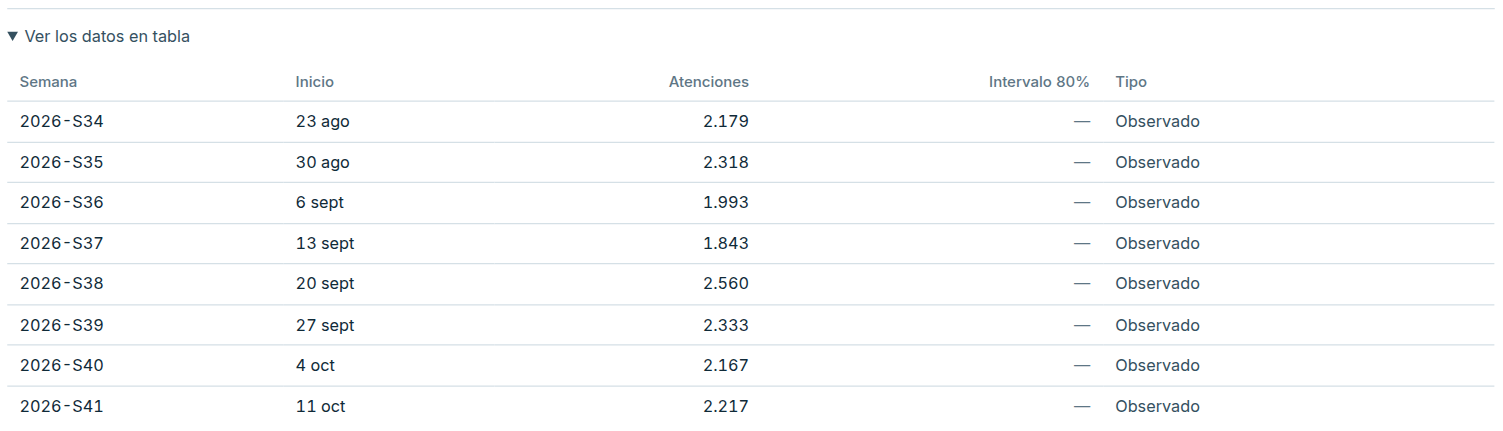 ▼ Ver los datos en tabla
Semana Inicio Atenciones Intervalo 80% Tipo
2026-S34 23 ago 2.179 — Observado
2026-S35 30 ago 2.318 — Observado
2026-S36 6 sept 1.993 — Observado
2026-S37 13 sept 1.843 — Observado
2026-S38 20 sept 2.560 — Observado
2026-S39 27 sept 2.333 — Observado
2026-S40 4 oct 2.167 — Observado
2026-S41 11 oct 2.217 — Observado